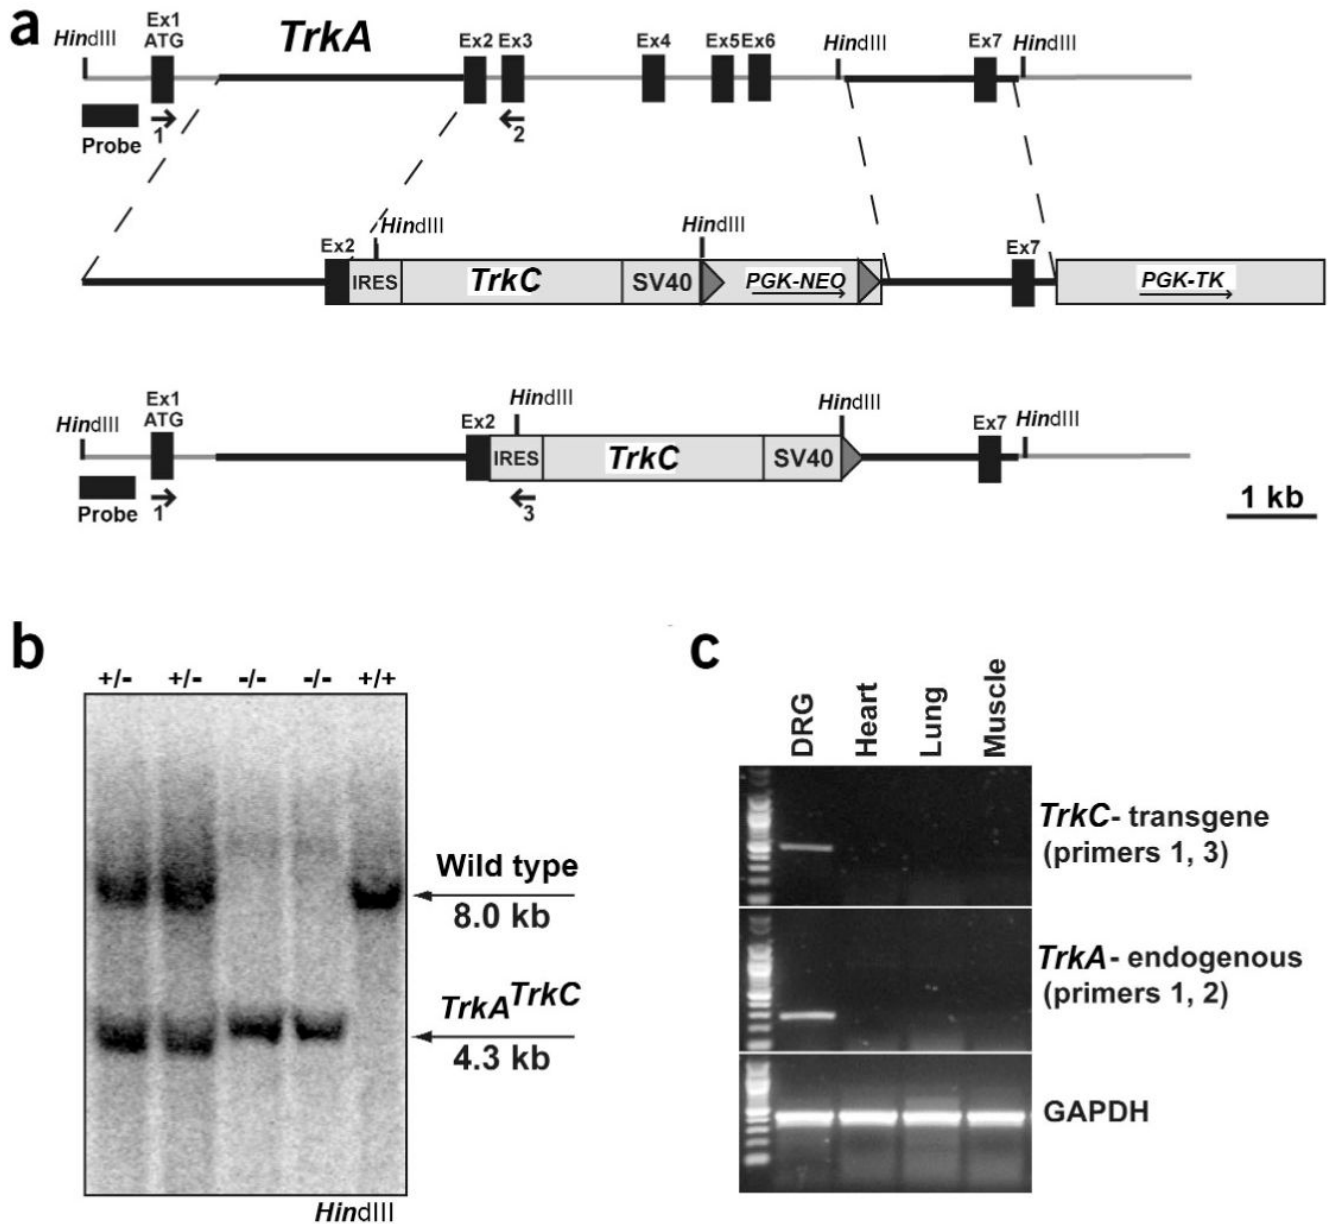 a
HindIII
Ex1
ATG
TrkA
Ex2 Ex3
Ex4
Ex5 Ex6
HindIII
Ex7
HindIII
Probe
1
2
Ex2
HindIII
HindIII
Ex7
IRES
TrkC
SV40
PGK-NEO
PGK-TK
HindIII
Ex1
ATG
Ex2
HindIII
HindIII
Ex7
HindIII
IRES
TrkC
SV40
Probe
1
3
1 kb
b
+/- +/- -/- -/- +/+
Wild type
8.0 kb
TrkA TrkC
4.3 kb
HindIII
c
DRG
Heart
Lung
Muscle
TrkC- transgene
(primers 1, 3)
TrkA- endogenous
(primers 1, 2)
GAPDH